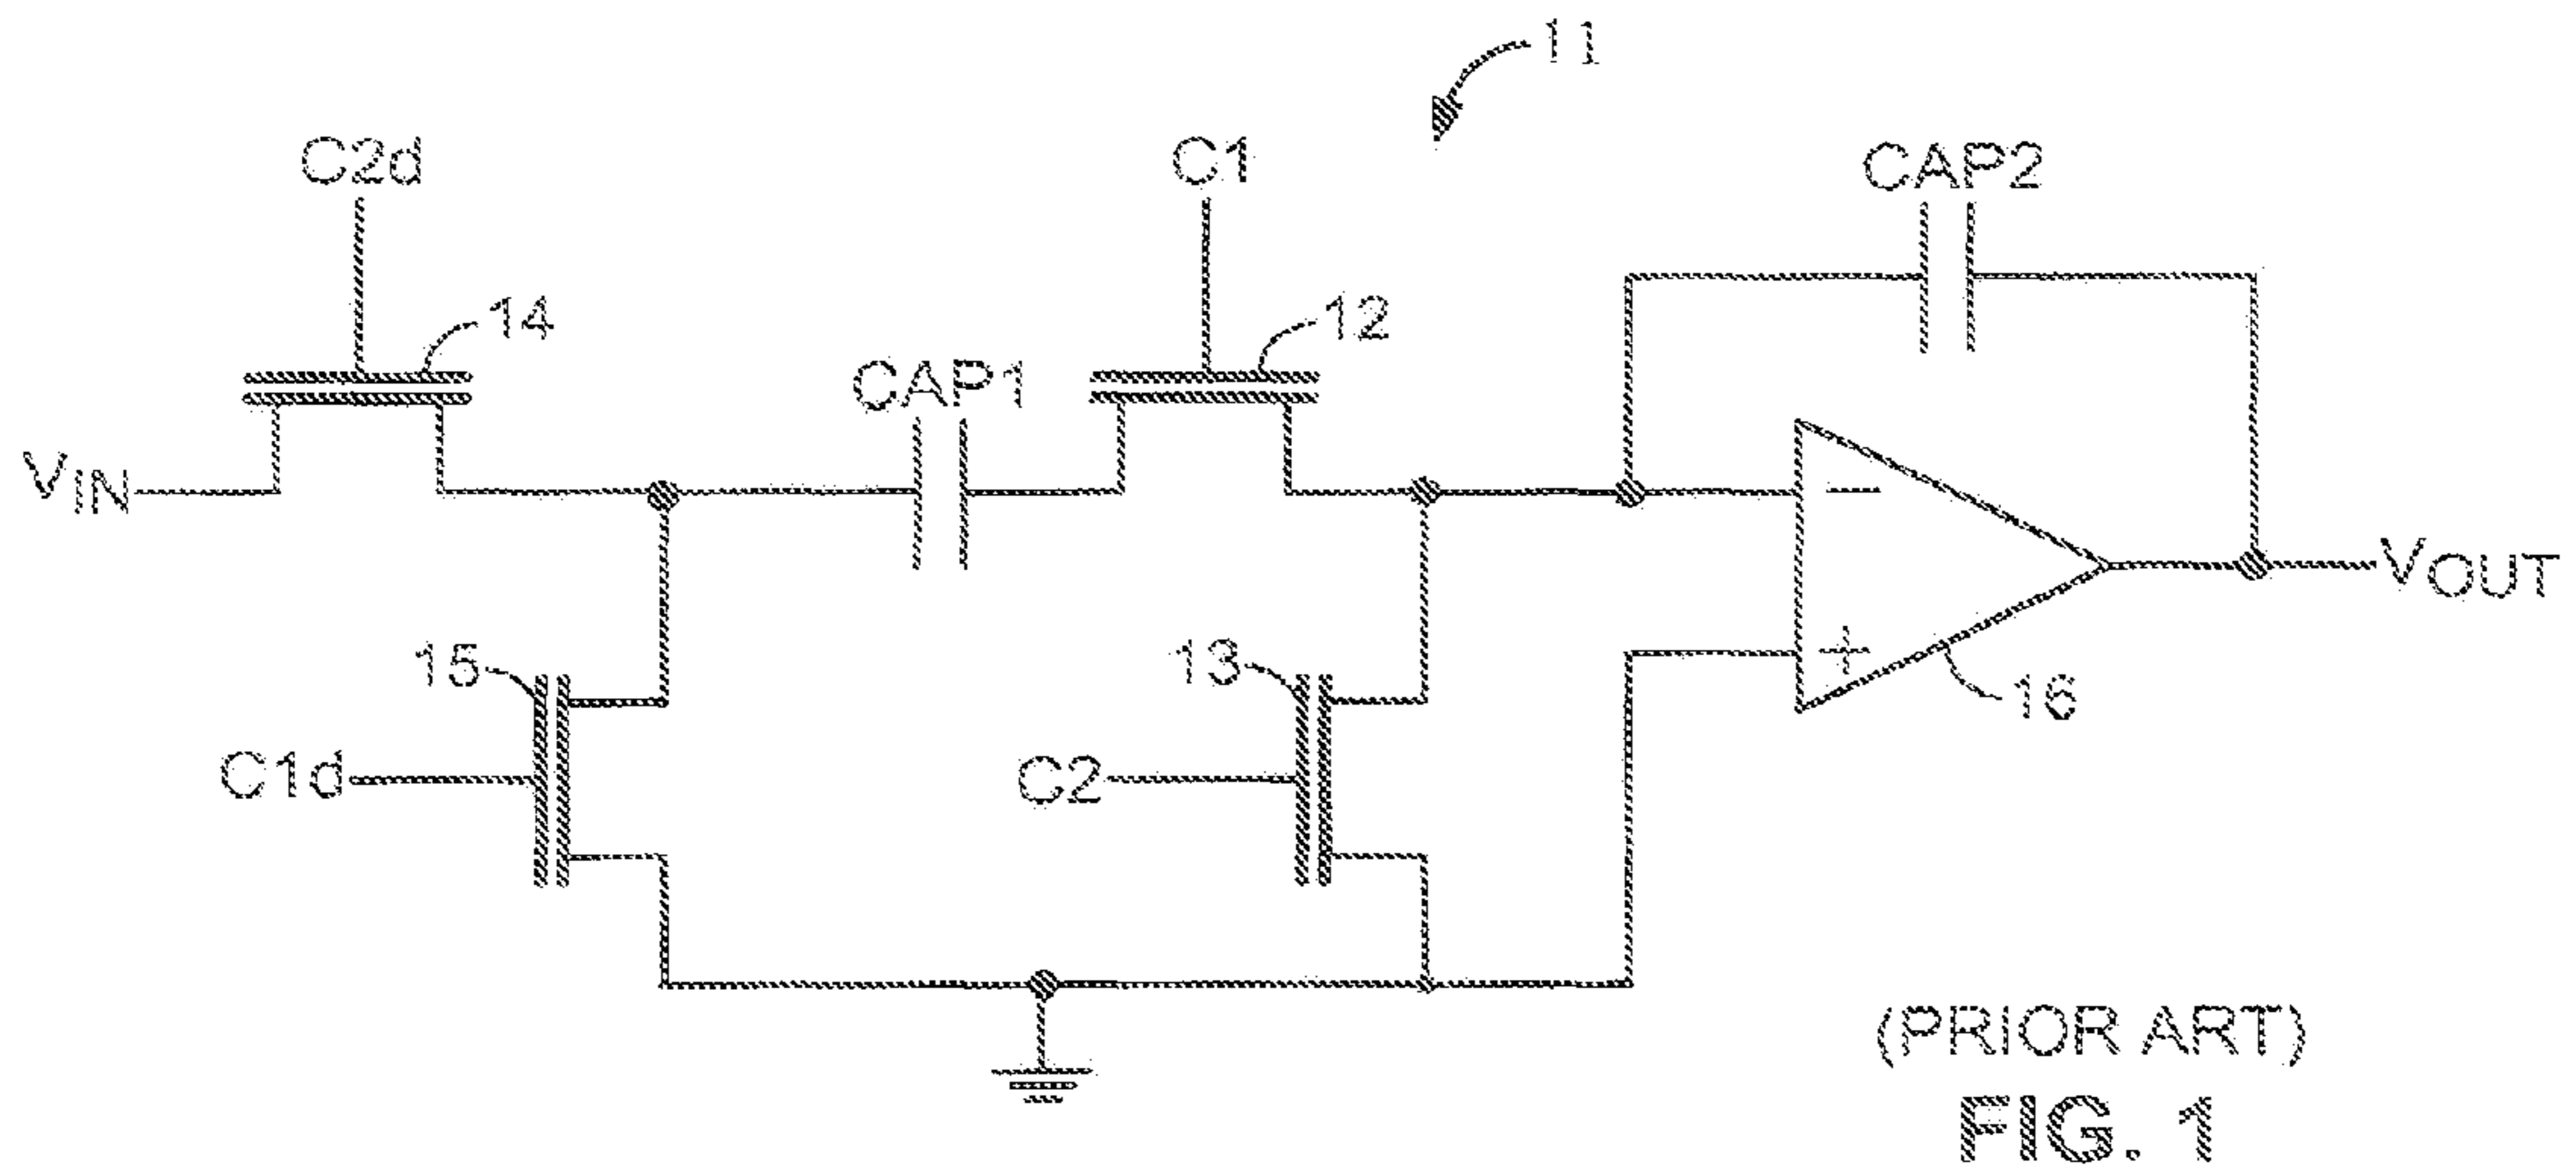 11
C2d
C1
CAP2
14
12
CAP1
VIN
−
VOUT
15
13
+
16
C1d
C2
(PRIOR ART)
FIG. 1